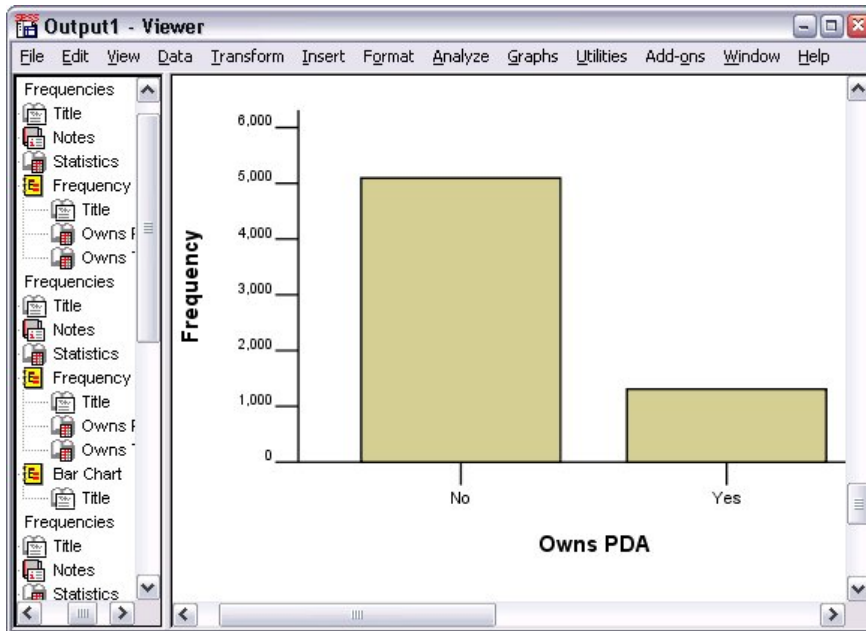 Output1 - Viewer
File Edit View Data Transform Insert Format Analyze Graphs Utilities Add-ons Window Help
Frequencies
Title
Notes
Statistics
Frequency
Title
Owns
Owns
Frequencies
Title
Notes
Statistics
Frequency
Title
Owns
Owns
Bar Chart
Title
Frequencies
Title
Notes
Statistics
6,000
5,000
4,000
3,000
2,000
1,000
0
Frequency
No Yes
Owns PDA